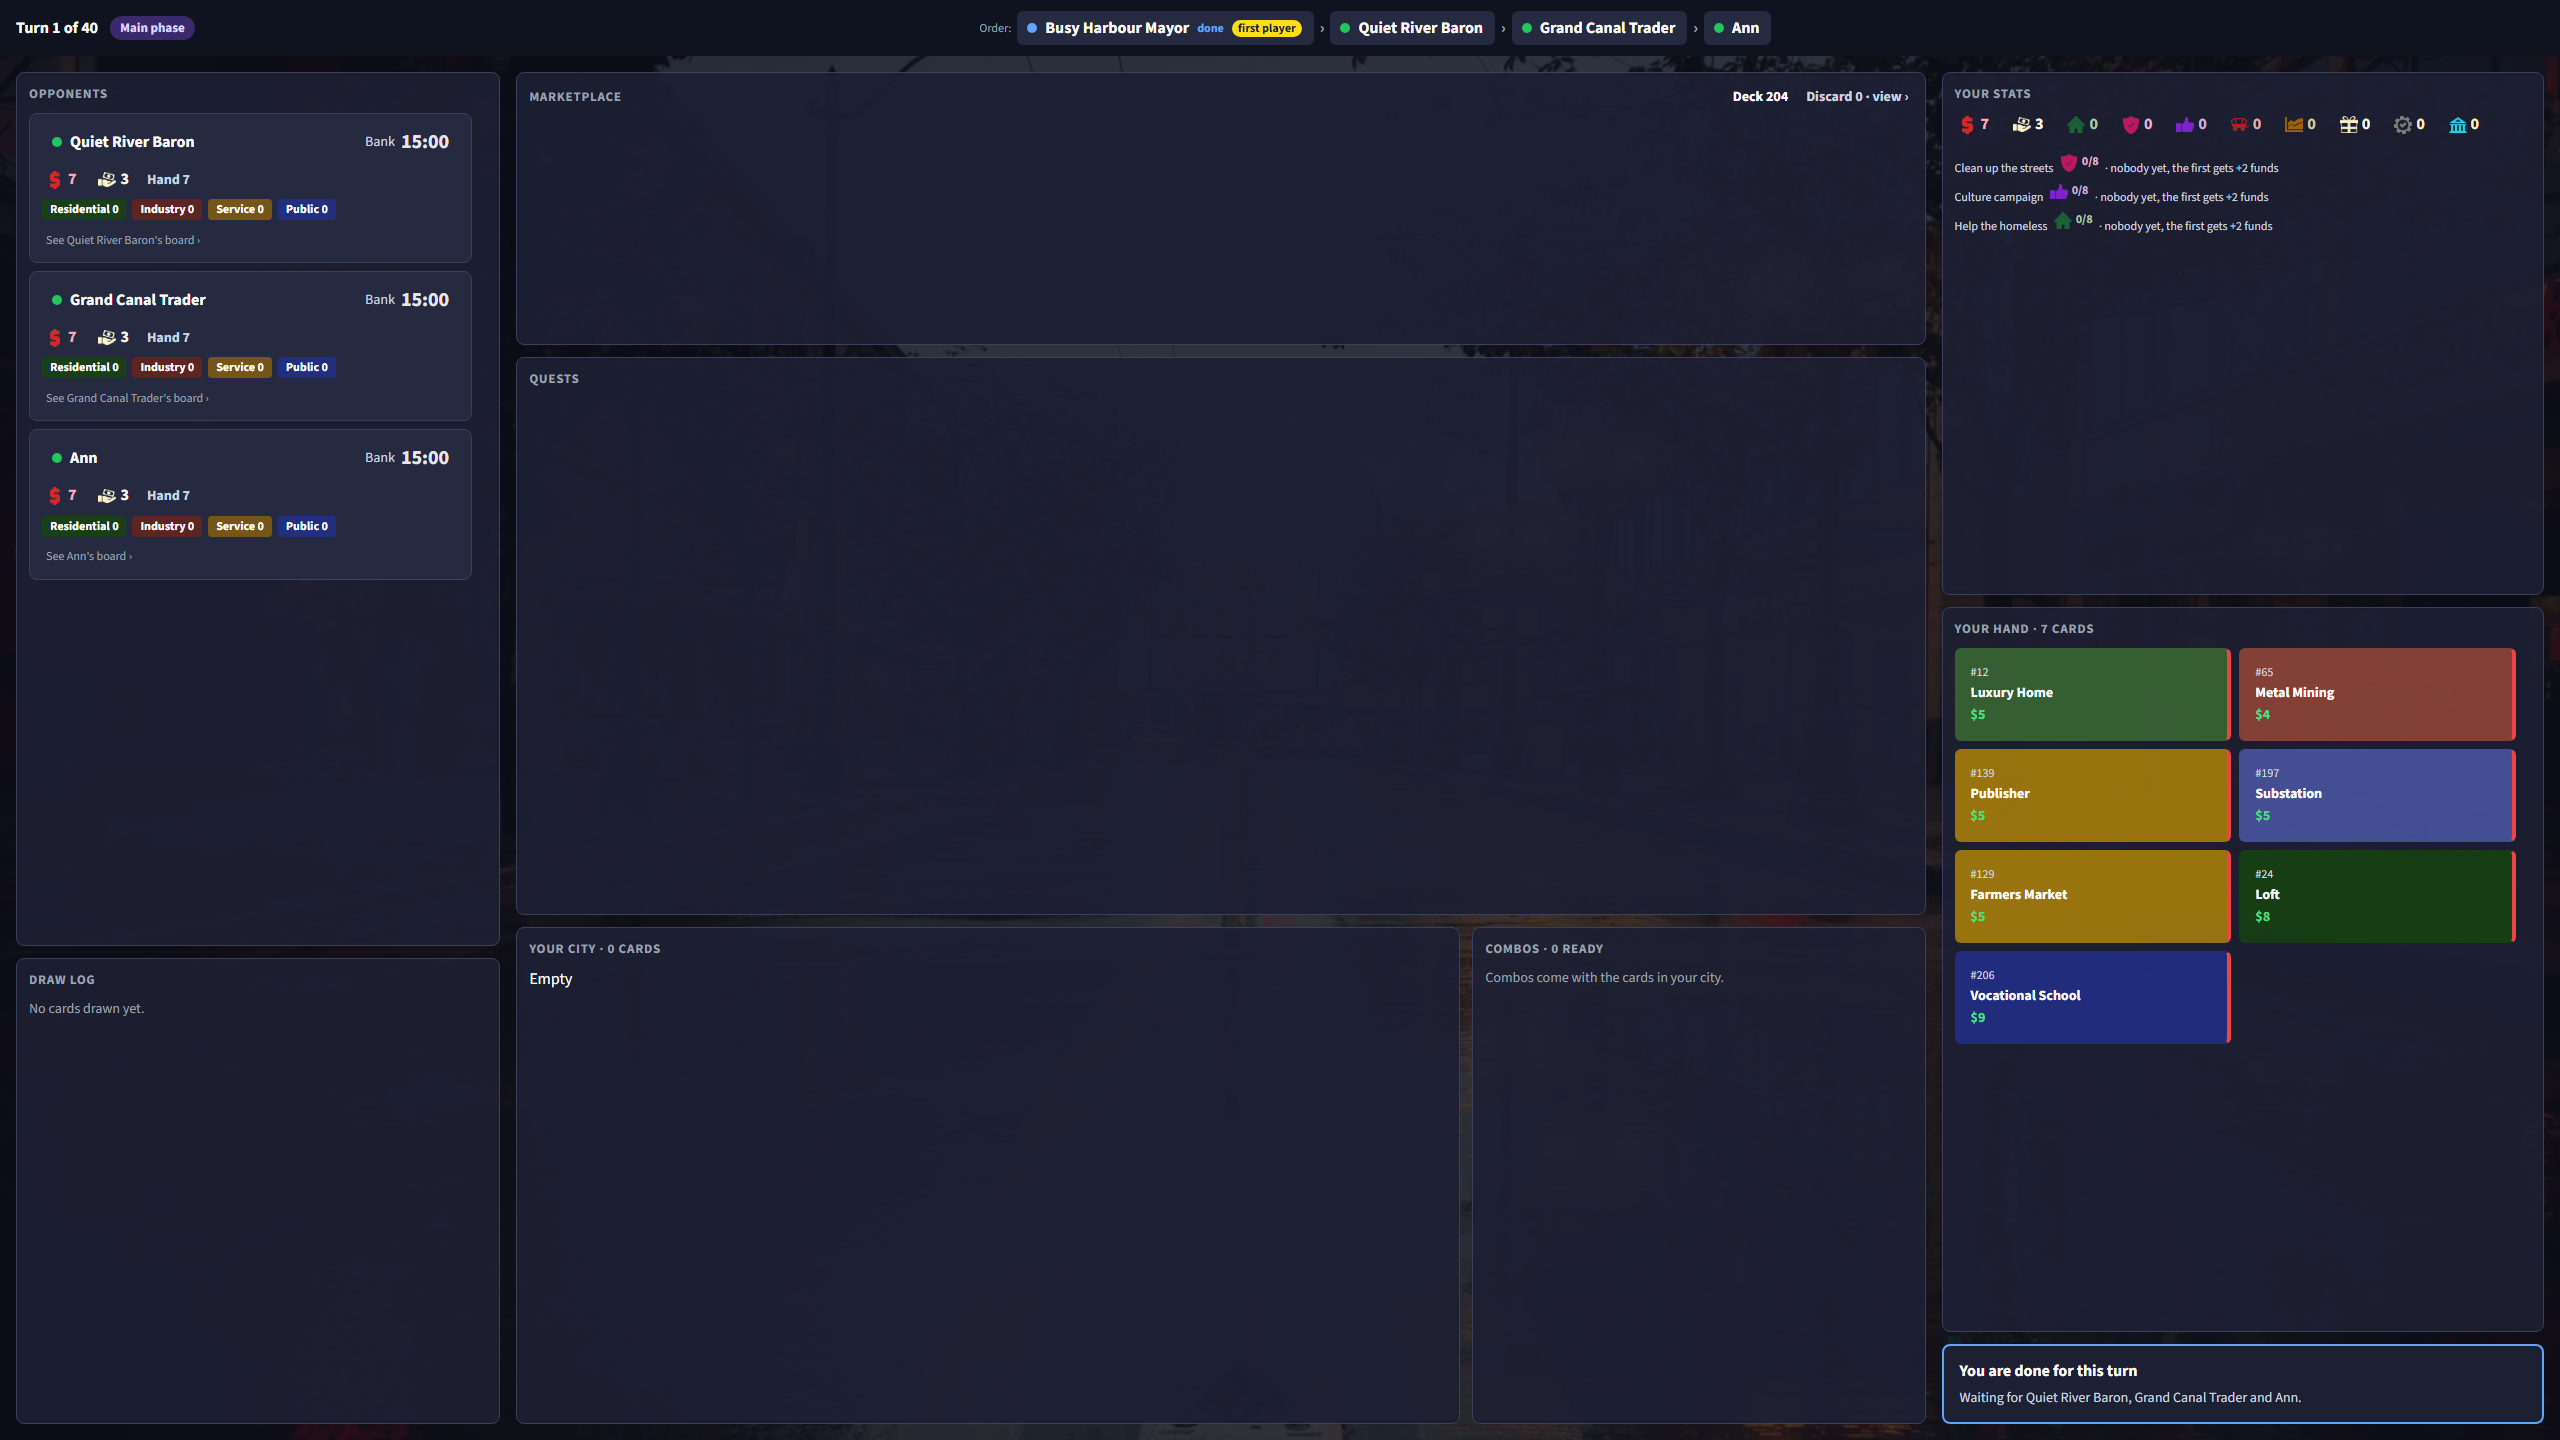 Turn 1 of 40 Main phase
Order: Busy Harbour Mayor done first player › Quiet River Baron › Grand Canal Trader › Ann
OPPONENTS
Quiet River Baron Bank 15:00
7 3 Hand 7
Residential 0 Industry 0 Service 0 Public 0
See Quiet River Baron's board ›
Grand Canal Trader Bank 15:00
7 3 Hand 7
Residential 0 Industry 0 Service 0 Public 0
See Grand Canal Trader's board ›
Ann Bank 15:00
7 3 Hand 7
Residential 0 Industry 0 Service 0 Public 0
See Ann's board ›
DRAW LOG
No cards drawn yet.
MARKETPLACE Deck 204 Discard 0 · view ›
QUESTS
YOUR CITY · 0 CARDS
Empty
COMBOS · 0 READY
Combos come with the cards in your city.
YOUR STATS
7 3 0 0 0 0 0 0 0 0
Clean up the streets 0/8 · nobody yet, the first gets +2 funds
Culture campaign 0/8 · nobody yet, the first gets +2 funds
Help the homeless 0/8 · nobody yet, the first gets +2 funds
YOUR HAND · 7 CARDS
#12
Luxury Home
$5
#65
Metal Mining
$4
#139
Publisher
$5
#197
Substation
$5
#129
Farmers Market
$5
#24
Loft
$8
#206
Vocational School
$9
You are done for this turn
Waiting for Quiet River Baron, Grand Canal Trader and Ann.